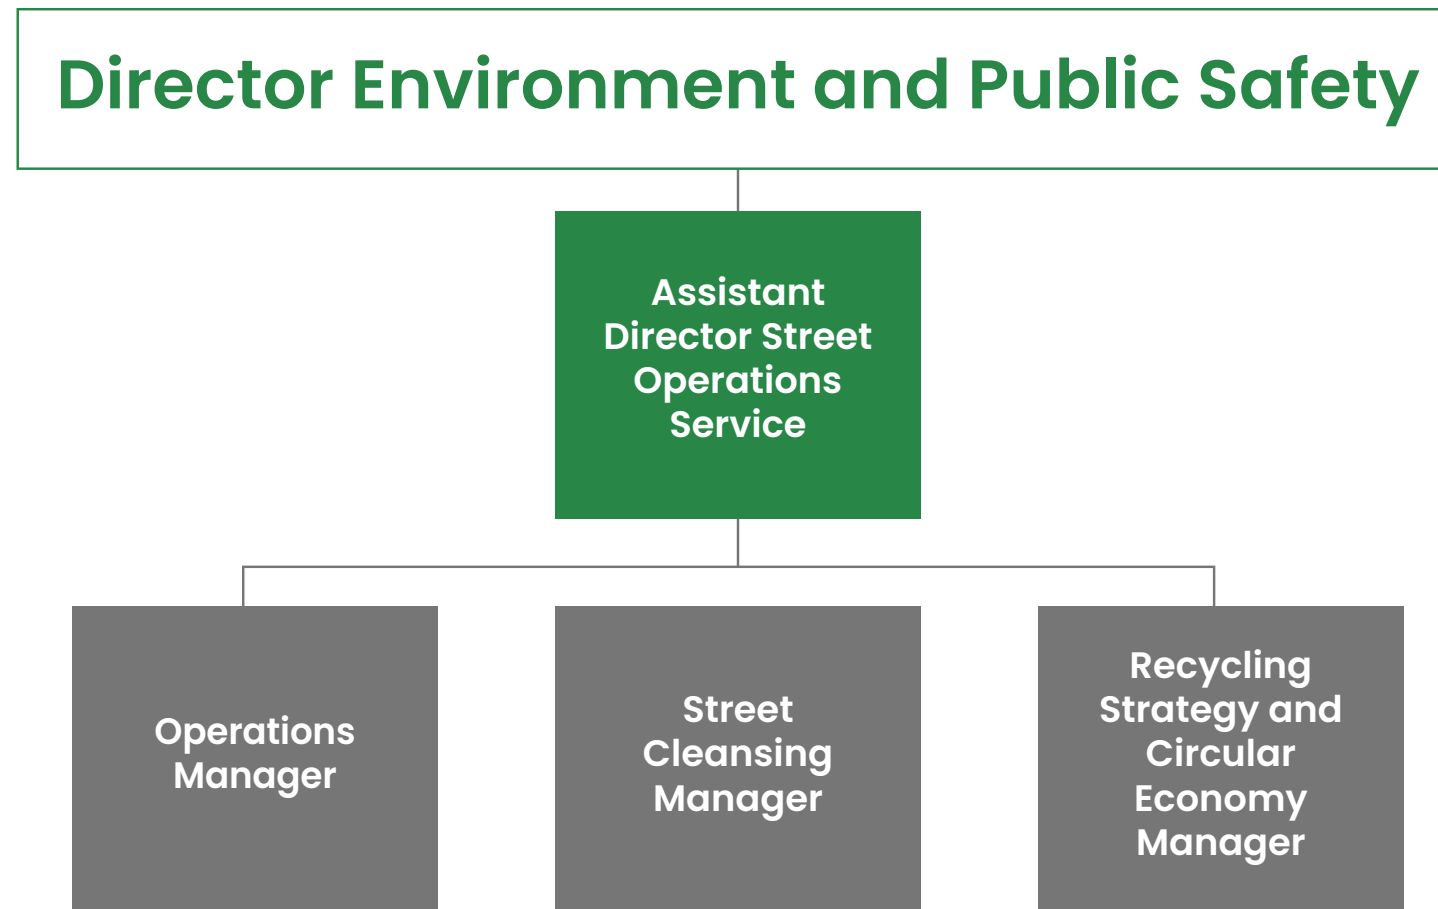 Director Environment and Public Safety
Assistant
Director Street
Operations
Service
Operations
Manager
Street
Cleansing
Manager
Recycling
Strategy and
Circular
Economy
Manager